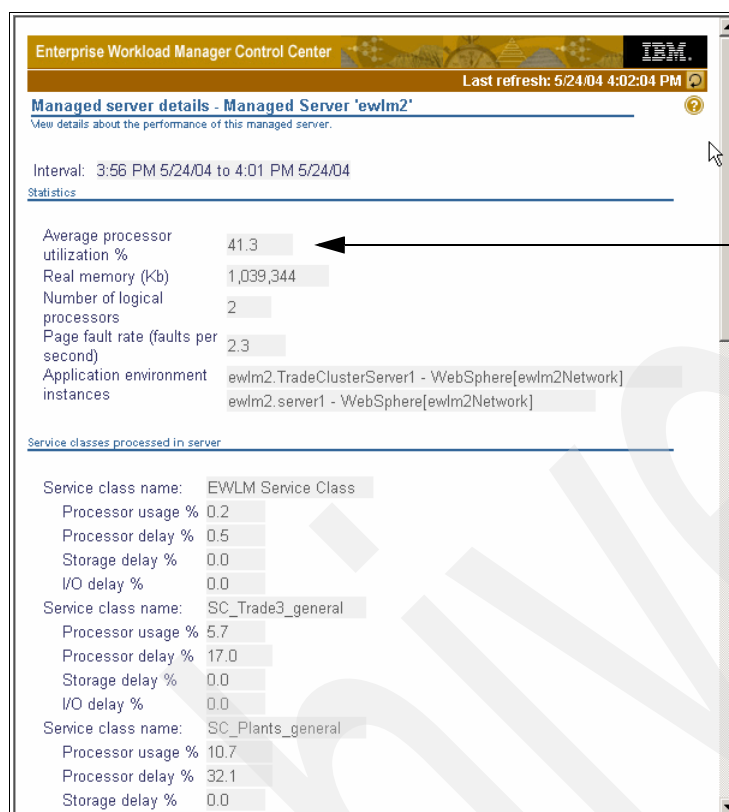 Enterprise Workload Manager Control Center IBM.
Last refresh: 5/24/04 4:02:04 PM
Managed server details - Managed Server 'ewlm2'
View details about the performance of this managed server.
Interval: 3:56 PM 5/24/04 to 4:01 PM 5/24/04
Statistics
Average processor
utilization % 41.3
Real memory (Kb) 1,039,344
Number of logical
processors 2
Page fault rate (faults per
second) 2.3
Application environment
instances
ewlm2.TradeClusterServer1 - WebSphere[ewlm2Network]
ewlm2.server1 - WebSphere[ewlm2Network]
Service classes processed in server
Service class name: EWLM Service Class
Processor usage % 0.2
Processor delay % 0.5
Storage delay % 0.0
I/O delay % 0.0
Service class name: SC_Trade3_general
Processor usage % 5.7
Processor delay % 17.0
Storage delay % 0.0
I/O delay % 0.0
Service class name: SC_Plants_general
Processor usage % 10.7
Processor delay % 32.1
Storage delay % 0.0